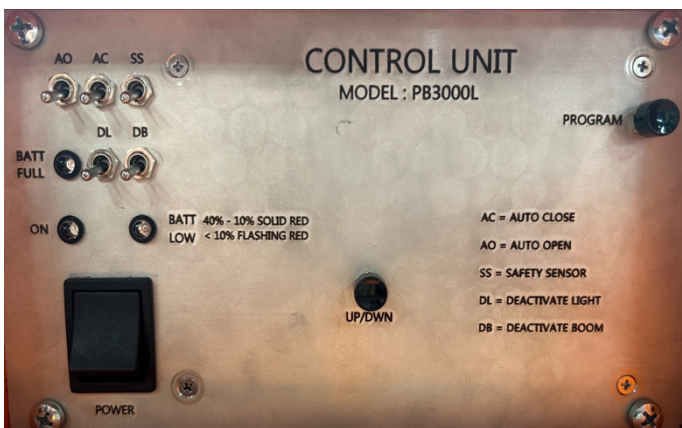 CONTROL UNIT
MODEL : PB3000L
AO AC SS
PROGRAM
DL DB
BATT
FULL
ON
BATT 40% - 10% SOLID RED
LOW < 10% FLASHING RED
AC = AUTO CLOSE
AO = AUTO OPEN
SS = SAFETY SENSOR
DL = DEACTIVATE LIGHT
DB = DEACTIVATE BOOM
UP/DWN
POWER